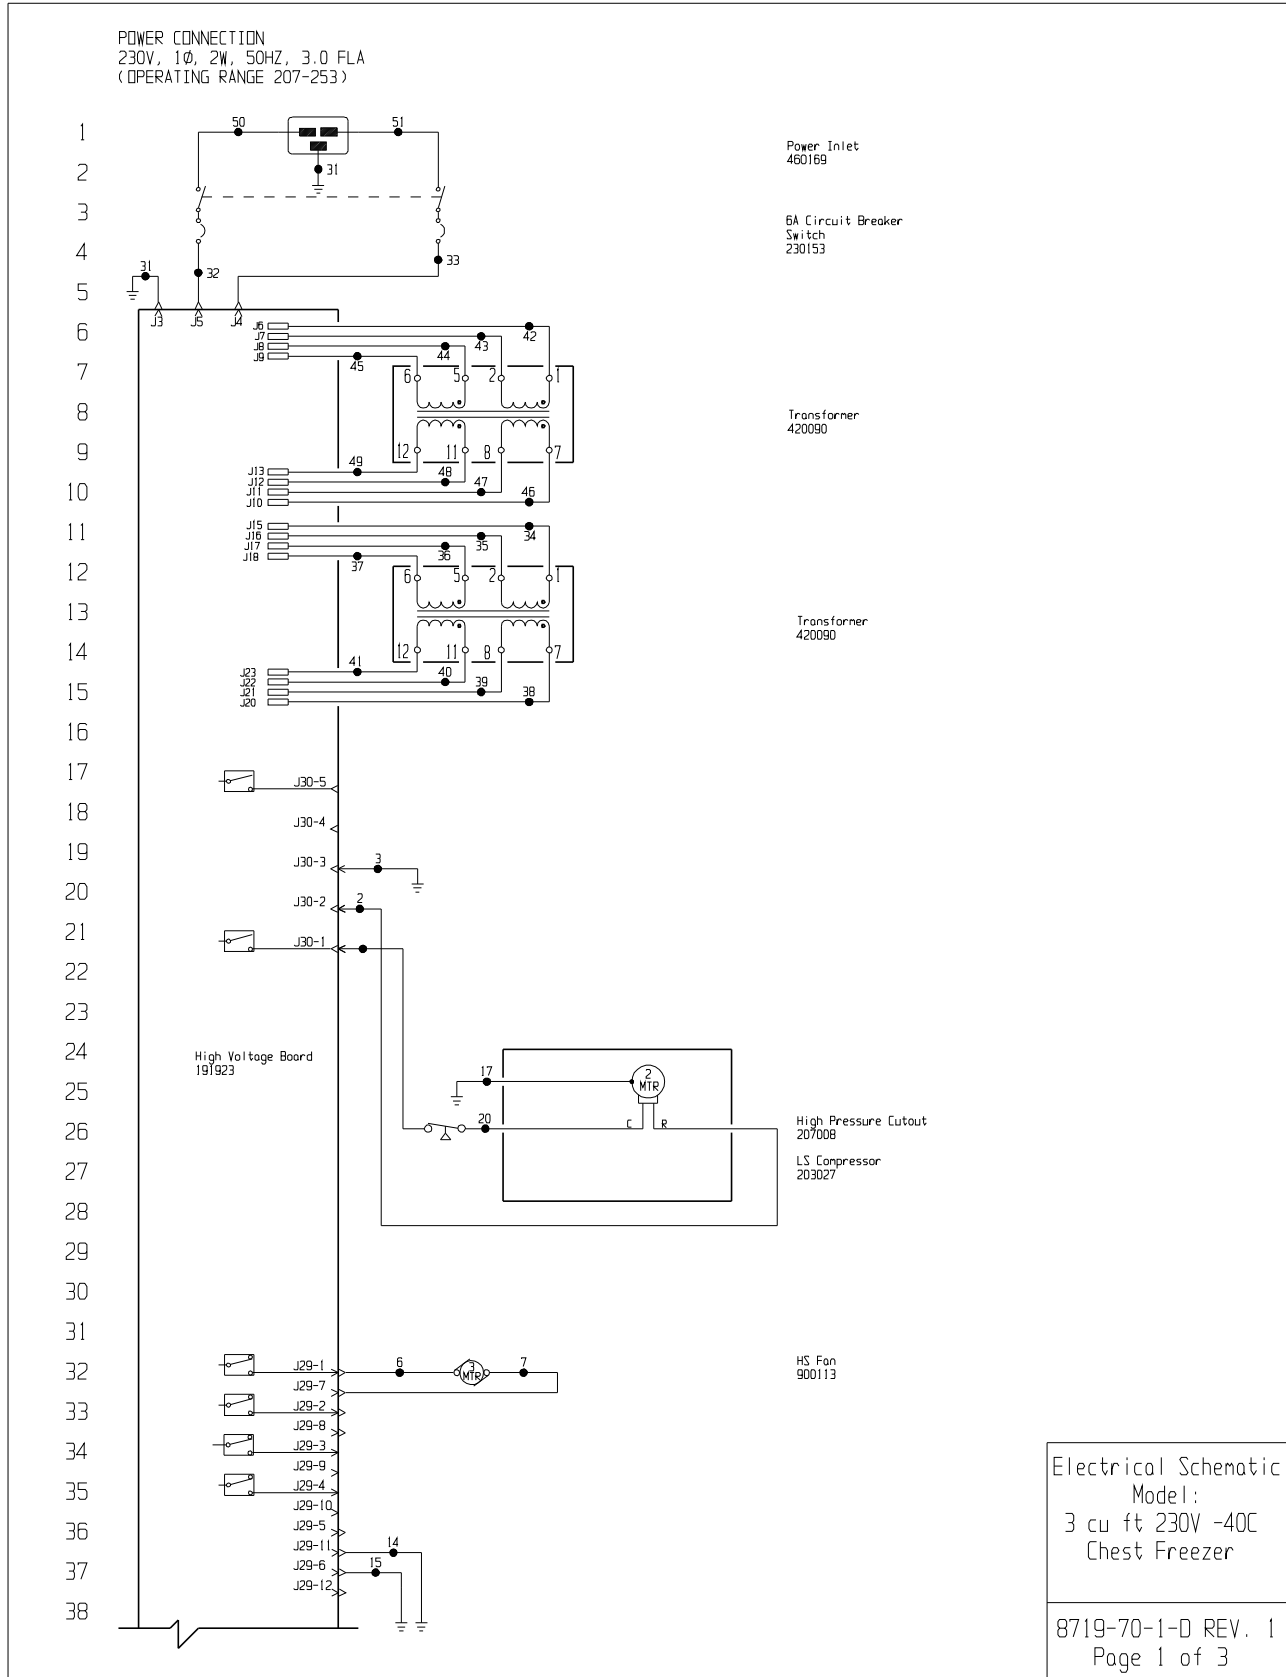 POWER CONNECTION
230V, 1Ø, 2W, 50HZ, 3.0 FLA
(OPERATING RANGE 207-253)
1
50
51
Power Inlet
460169
2
31
3
6A Circuit Breaker
Switch
230153
4
31
32
33
5
J3
J5
J4
6
J6
J7
J8
J9
42
43
44
45
7
6
5
2
1
8
Transformer
420090
9
12
11
8
7
J13
J12
J11
J10
49
48
47
46
10
11
J15
J16
J17
J18
34
35
36
37
12
6
5
2
1
13
Transformer
420090
14
12
11
8
7
J23
J22
J21
J20
41
40
39
38
15
16
17
J30-5
18
J30-4
19
J30-3
3
20
J30-2
2
21
J30-1
22
23
24
High Voltage Board
191923
25
17
2
MTR
26
20
C
R
High Pressure Cutout
207008
27
LS Compressor
203027
28
29
30
31
32
J29-1
6
3
MTR
7
HS Fan
900113
J29-7
33
J29-2
J29-8
34
J29-3
J29-9
35
J29-4
J29-10
36
J29-5
J29-11
14
37
J29-6
15
J29-12
38
Electrical Schematic
Model:
3 cu ft 230V -40C
Chest Freezer
8719-70-1-D REV. 1
Page 1 of 3